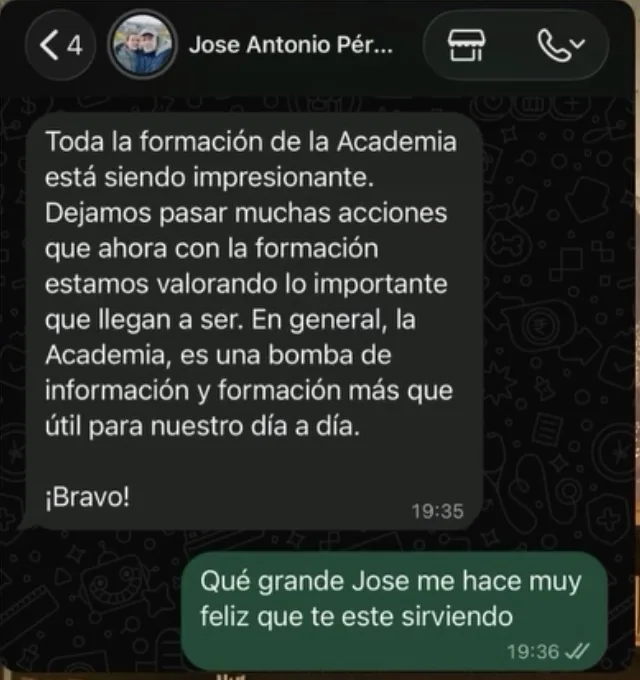 4
Jose Antonio Pér...
Toda la formación de la Academia
está siendo impresionante.
Dejamos pasar muchas acciones
que ahora con la formación
estamos valorando lo importante
que llegan a ser. En general, la
Academia, es una bomba de
información y formación más que
útil para nuestro día a día.
¡Bravo!
19:35
Qué grande Jose me hace muy
feliz que te este sirviendo
19:36